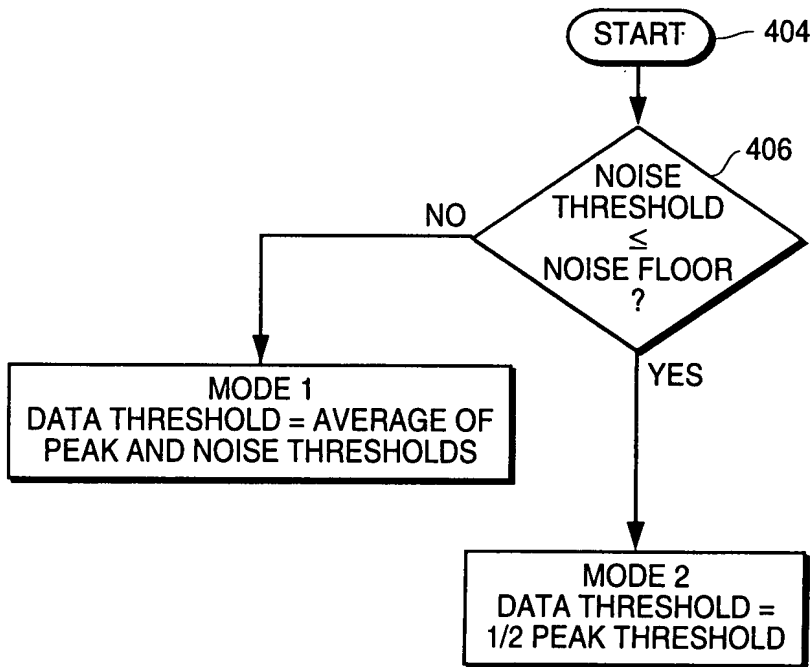 START
404
406
NOISE
THRESHOLD
≤
NOISE FLOOR
?
NO
YES
MODE 1
DATA THRESHOLD = AVERAGE OF
PEAK AND NOISE THRESHOLDS
MODE 2
DATA THRESHOLD =
1/2 PEAK THRESHOLD